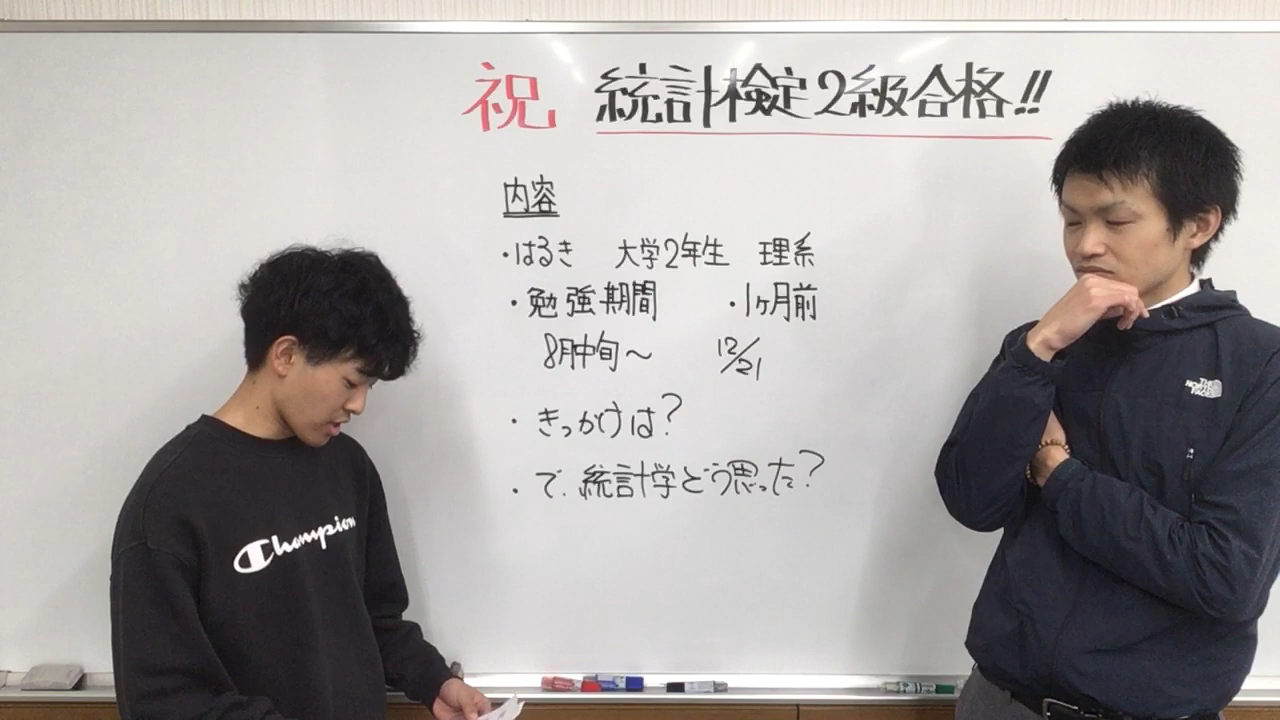 祝 統計検定2級合格!!
内容
・はるき 大学2年生 理系
・勉強期間 ・1ヶ月前
8月中旬～ 12/21
・きっかけは?
・で、統計学どう思った?
Champion
THE NORTH FACE